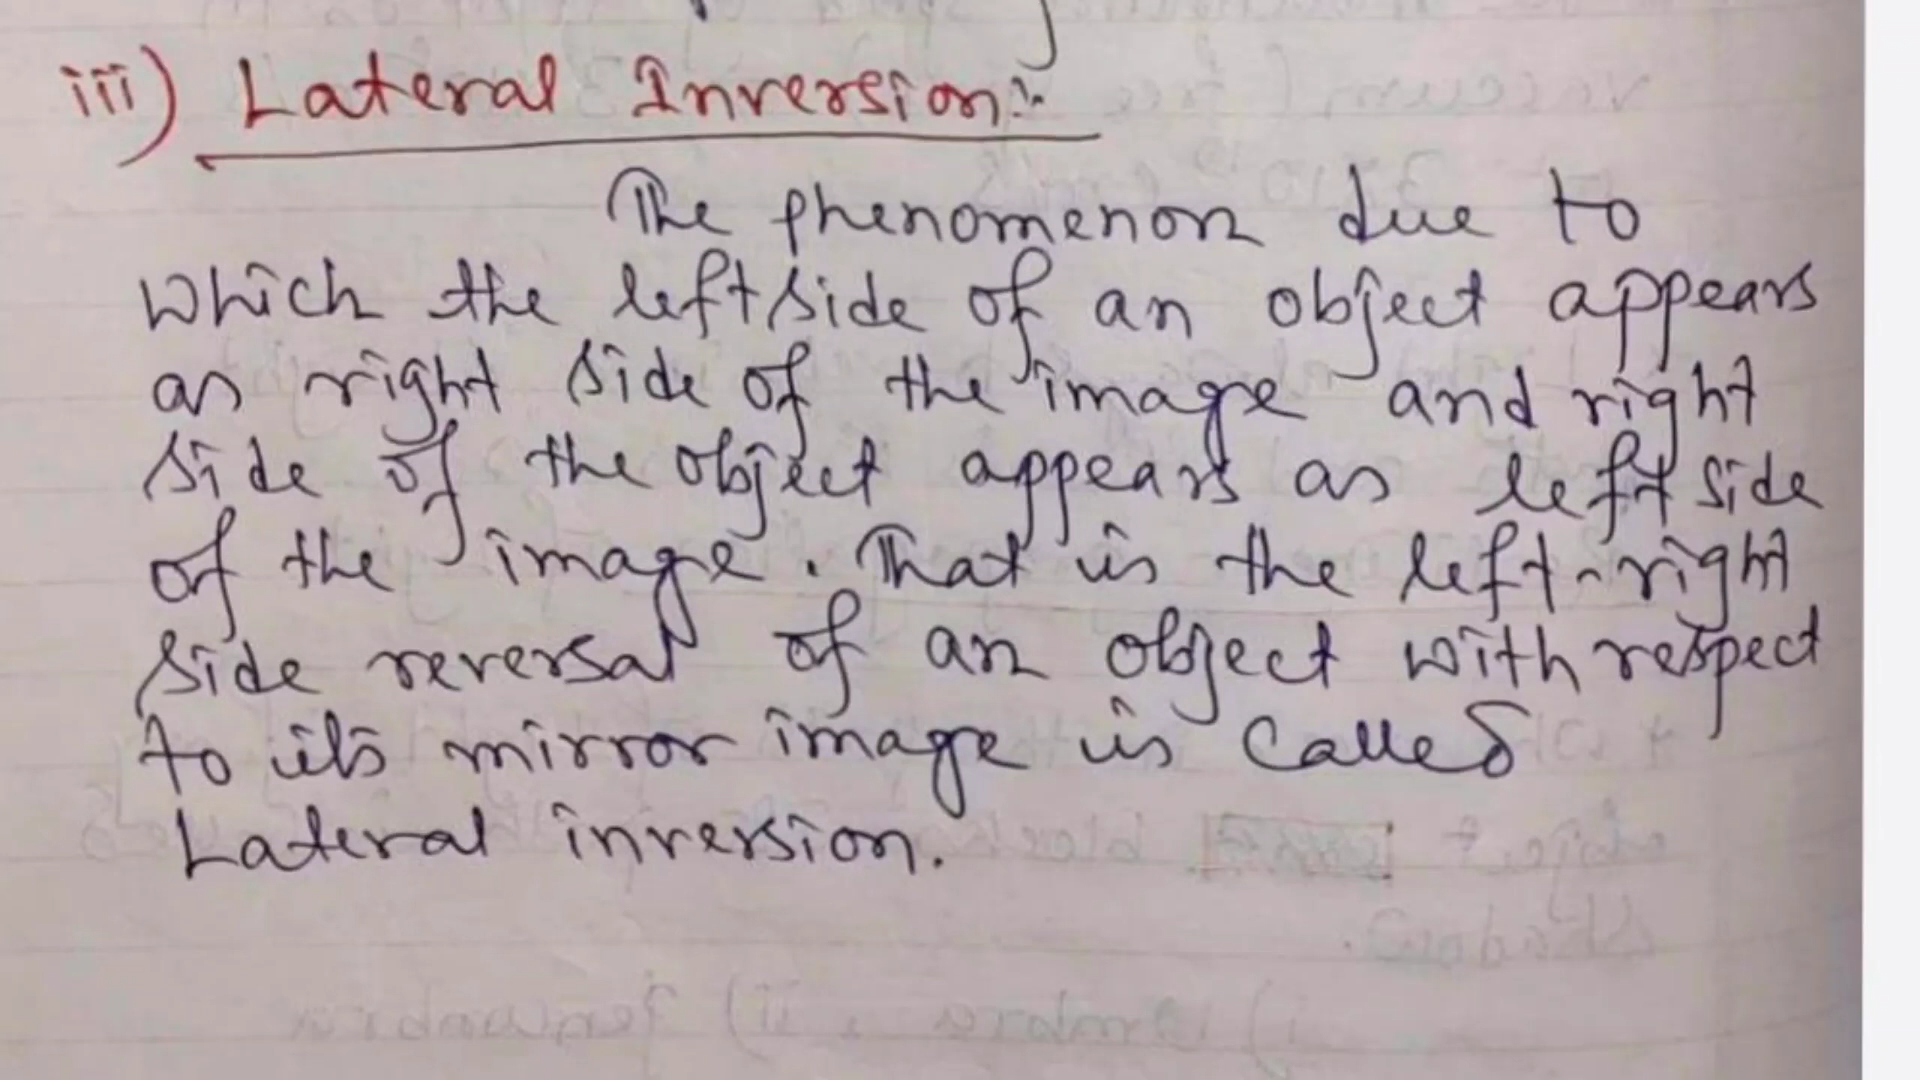 iii) Lateral Inversion:-
The phenomenon due to
which the left side of an object appears
as right side of the image and right
side of the object appears as left side
of the image. That is the left-right
side reversal of an object with respect
to its mirror image is called
Lateral inversion.